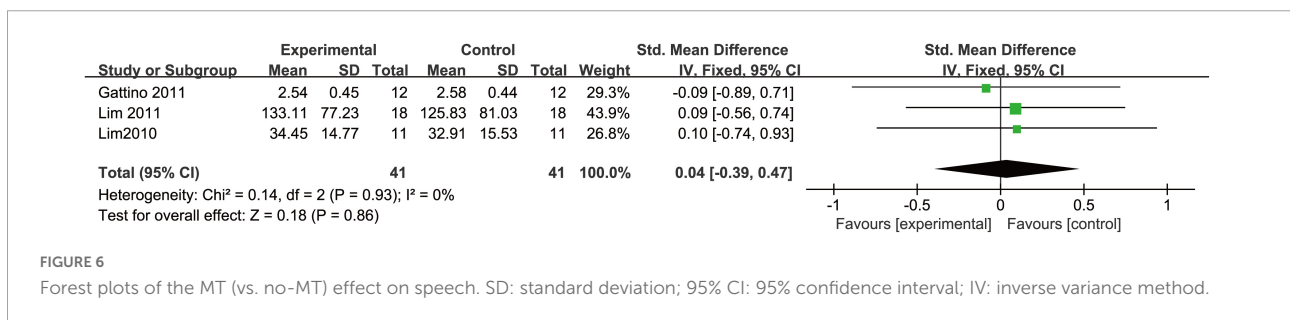 Experimental Control Std. Mean Difference Std. Mean Difference
Study or Subgroup Mean SD Total Mean SD Total Weight IV, Fixed, 95% CI IV, Fixed, 95% CI
Gattino 2011 2.54 0.45 12 2.58 0.44 12 29.3% -0.09 [-0.89, 0.71]
Lim 2011 133.11 77.23 18 125.83 81.03 18 43.9% 0.09 [-0.56, 0.74]
Lim2010 34.45 14.77 11 32.91 15.53 11 26.8% 0.10 [-0.74, 0.93]
Total (95% CI) 41 41 100.0% 0.04 [-0.39, 0.47]
Heterogeneity: Chi² = 0.14, df = 2 (P = 0.93); I² = 0%
Test for overall effect: Z = 0.18 (P = 0.86)
-1 -0.5 0 0.5 1
Favours [experimental] Favours [control]
FIGURE 6
Forest plots of the MT (vs. no-MT) effect on speech. SD: standard deviation; 95% CI: 95% confidence interval; IV: inverse variance method.